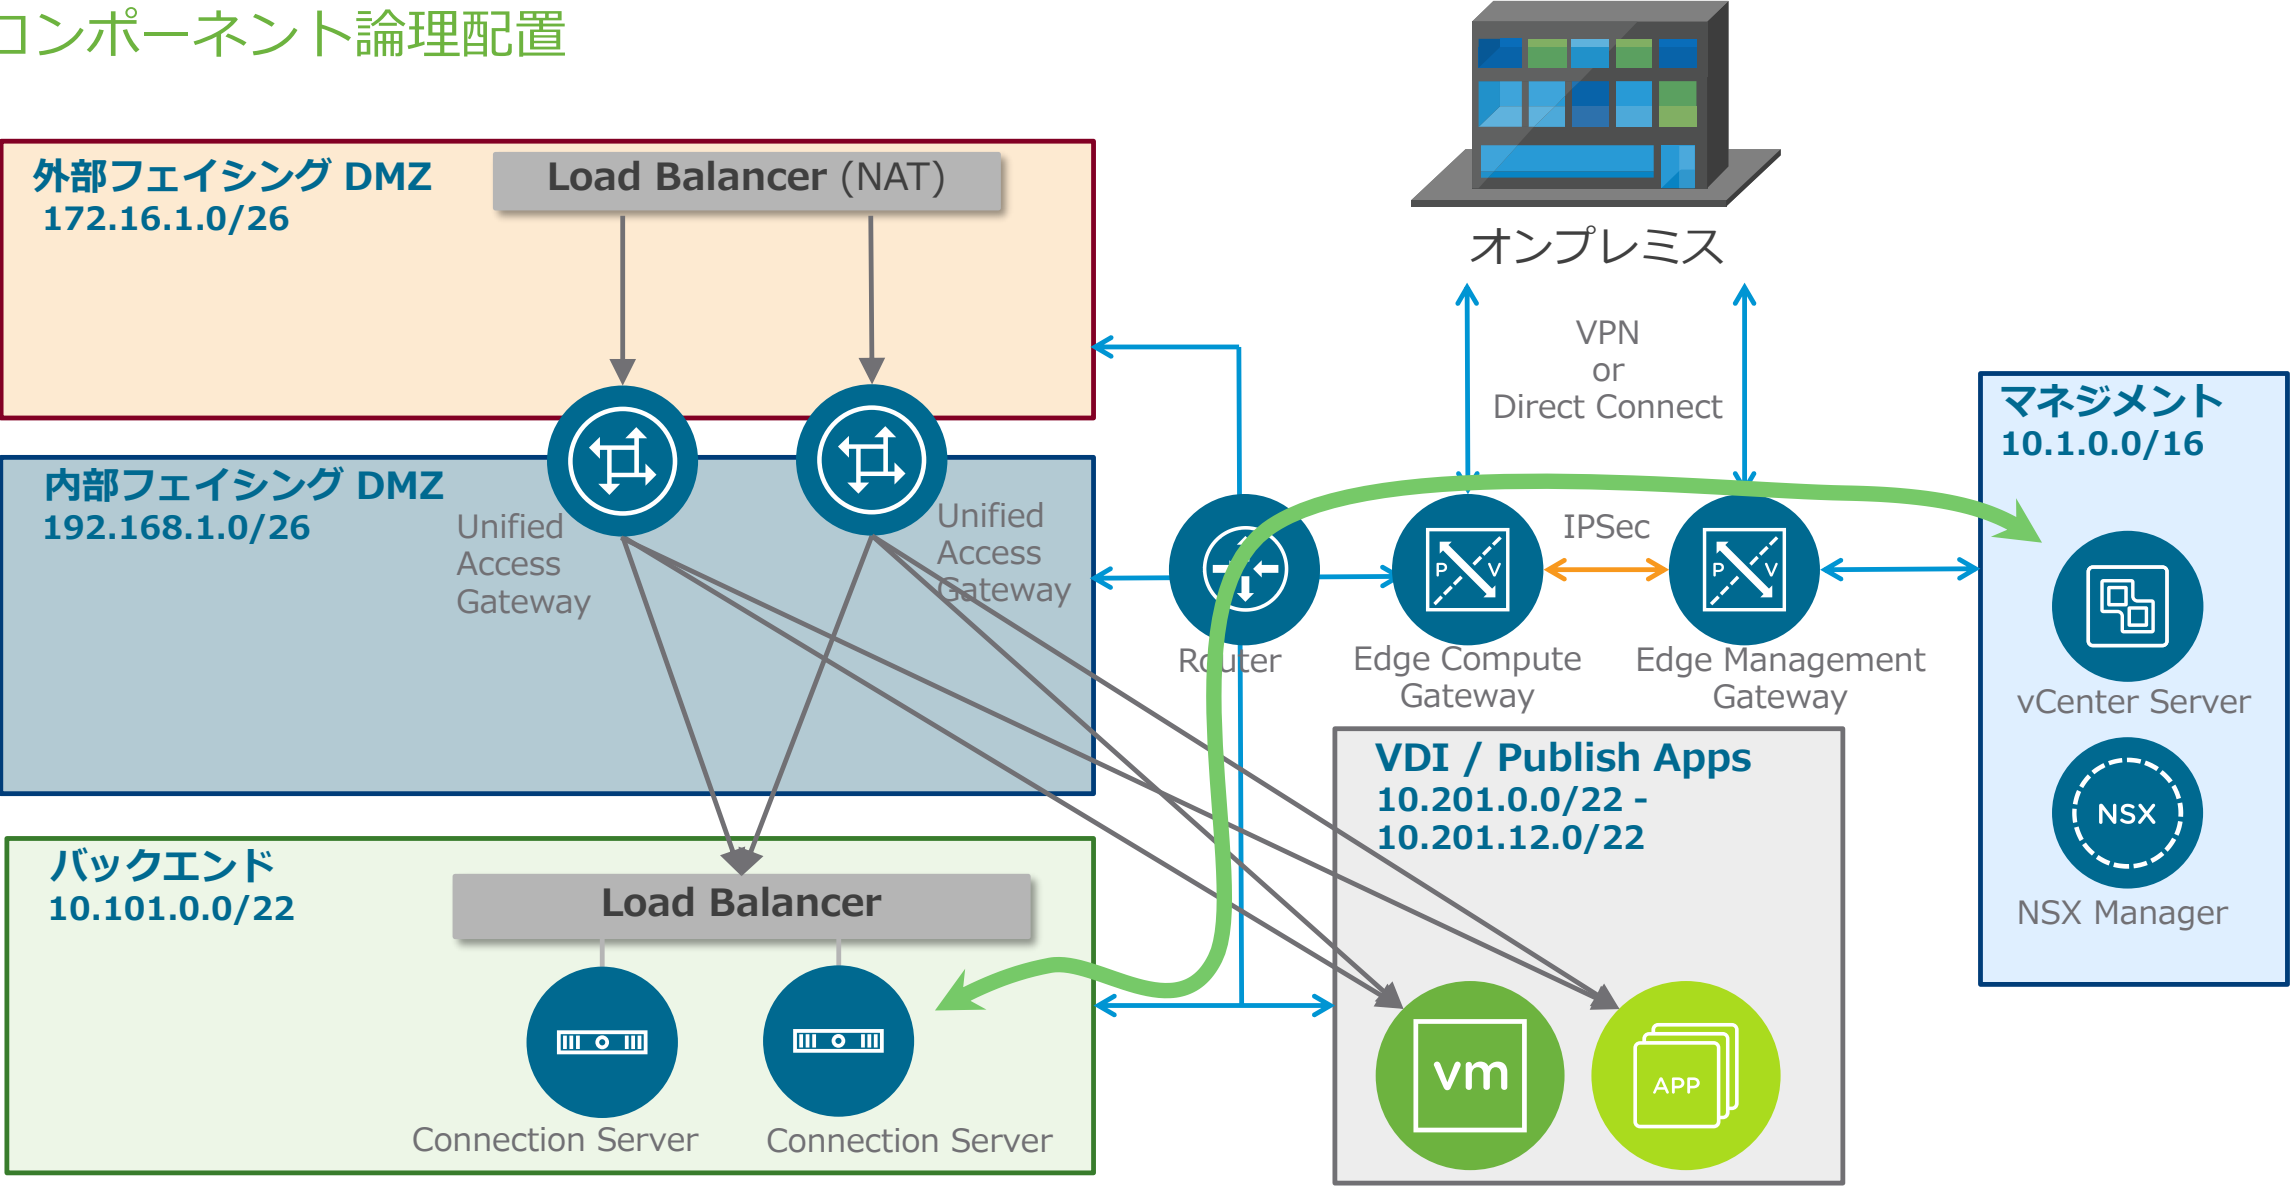 コンポーネント論理配置
外部フェイシング DMZ
172.16.1.0/26
Load Balancer (NAT)
オンプレミス
VPN
or
Direct Connect
マネジメント
10.1.0.0/16
内部フェイシング DMZ
192.168.1.0/26
Unified
Access
Gateway
Unified
Access
Gateway
IPSec
P V
P V
Router
Edge Compute
Gateway
Edge Management
Gateway
vCenter Server
NSX
NSX Manager
VDI / Publish Apps
10.201.0.0/22 -
10.201.12.0/22
vm
APP
バックエンド
10.101.0.0/22
Load Balancer
Connection Server
Connection Server